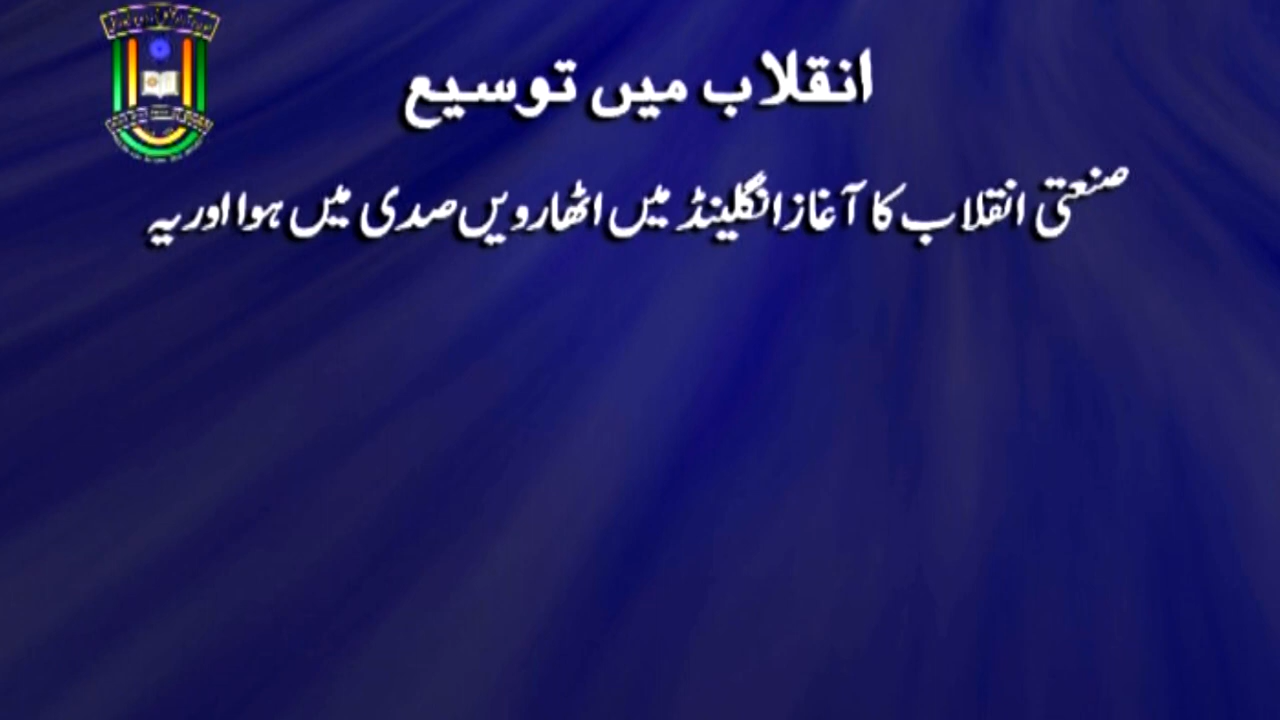 انقلاب میں توسیع
صنعتی انقلاب کا آغاز انگلینڈ میں اٹھارویں صدی میں ہوا اور یہ